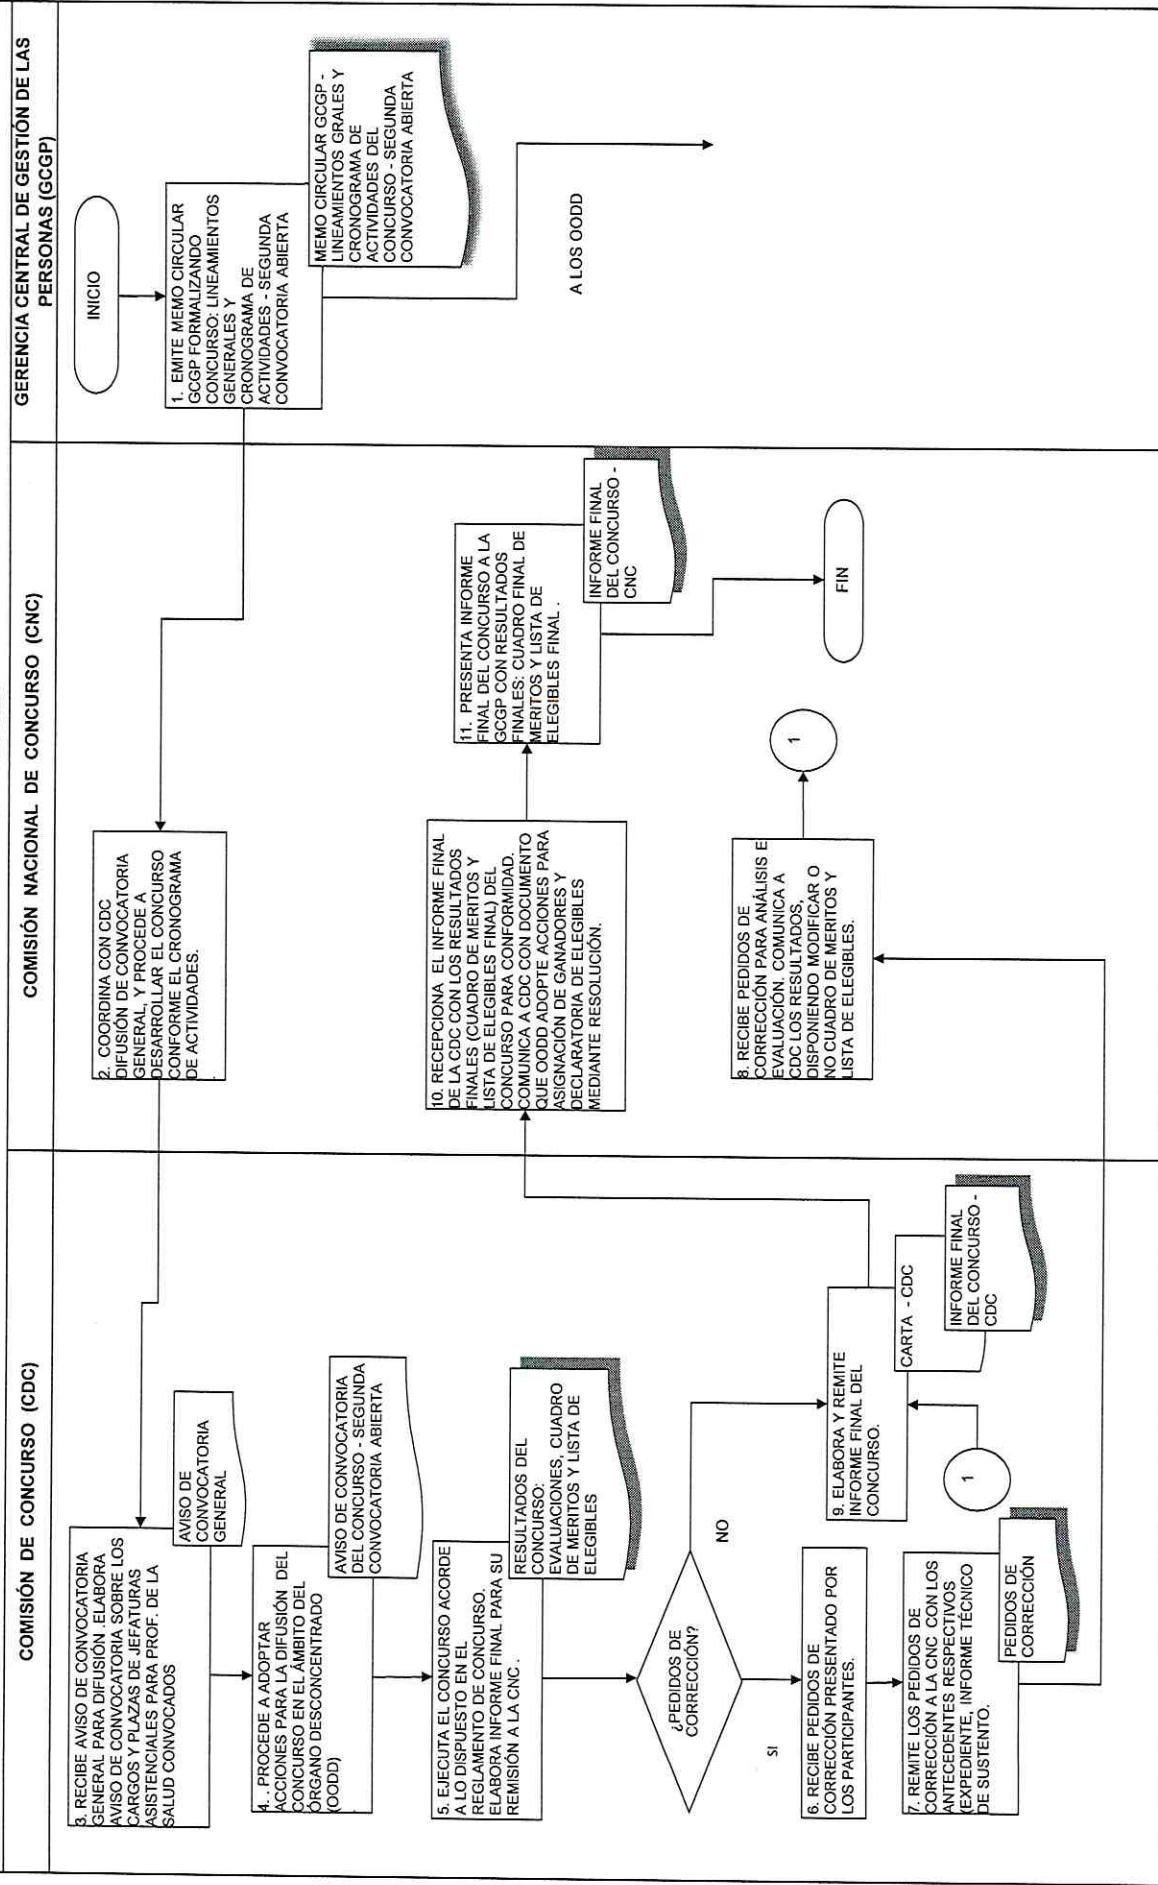 COMISIÓN DE CONCURSO (CDC)
COMISIÓN NACIONAL DE CONCURSO (CNC)
GERENCIA CENTRAL DE GESTIÓN DE LAS
PERSONAS (GCGP)
INICIO
1. EMITE MEMO CIRCULAR
GCGP FORMALIZANDO
CONCURSO: LINEAMIENTOS
GENERALES Y
CRONOGRAMA DE
ACTIVIDADES - SEGUNDA
CONVOCATORIA ABIERTA
MEMO CIRCULAR GCGP -
LINEAMIENTOS GRALES Y
CRONOGRAMA DE
ACTIVIDADES DEL
CONCURSO - SEGUNDA
CONVOCATORIA ABIERTA
A LOS OODD
2. COORDINA CON CDC
DIFUSIÓN DE CONVOCATORIA
GENERAL, Y PROCEDE A
DESARROLLAR EL CONCURSO
CONFORME EL CRONOGRAMA
DE ACTIVIDADES.
.
3. RECIBE AVISO DE CONVOCATORIA
GENERAL PARA DIFUSIÓN .ELABORA
AVISO DE CONVOCATORIA SOBRE LOS
CARGOS Y PLAZAS DE JEFATURAS
ASISTENCIALES PARA PROF. DE LA
SALUD CONVOCADOS
AVISO DE
CONVOCATORIA
GENERAL
4. . PROCEDE A ADOPTAR
ACCIONES PARA LA DIFUSIÓN DEL
CONCURSO EN EL ÁMBITO DEL
ÓRGANO DESCONCENTRADO
(OODD)
AVISO DE CONVOCATORIA
DEL CONCURSO - SEGUNDA
CONVOCATORIA ABIERTA
5. EJECUTA EL CONCURSO ACORDE
A LO DISPUESTO EN EL
REGLAMENTO DE CONCURSO.
ELABORA INFORME FINAL PARA SU
REMISIÓN A LA CNC .
RESULTADOS DEL
CONCURSO:
EVALUACIONES, CUADRO
DE MERITOS Y LISTA DE
ELEGIBLES
¿PEDIDOS DE
CORRECCIÓN?
NO
SI
6. RECIBE PEDIDOS DE
CORRECCIÓN PRESENTADO POR
LOS PARTICIPANTES.
7. REMITE LOS PEDIDOS DE
CORRECCIÓN A LA CNC CON LOS
ANTECEDENTES RESPECTIVOS
(EXPEDIENTE, INFORME TÉCNICO
DE SUSTENTO.
PEDIDOS DE
CORRECCIÓN
8. RECIBE PEDIDOS DE
CORRECCIÓN PARA ANÁLISIS E
EVALUACIÓN. COMUNICA A
CDC LOS RESULTADOS,
DISPONIENDO MODIFICAR O
NO CUADRO DE MERITOS Y
LISTA DE ELEGIBLES.
1
1
9. ELABORA Y REMITE
INFORME FINAL DEL
CONCURSO.
CARTA - CDC
INFORME FINAL
DEL CONCURSO -
CDC
10. RECEPCIONA EL INFORME FINAL
DE LA CDC CON LOS RESULTADOS
FINALES (CUADRO DE MERITOS Y
LISTA DE ELEGIBLES FINAL) DEL
CONCURSO PARA CONFORMIDAD.
COMUNICA A CDC CON DOCUMENTO
QUE OODD ADOPTE ACCIONES PARA
ASIGNACIÓN DE GANADORES Y
DECLARATORIA DE ELEGIBLES
MEDIANTE RESOLUCIÓN.
11. PRESENTA INFORME
FINAL DEL CONCURSO A LA
GCGP CON RESULTADOS
FINALES: CUADRO FINAL DE
MERITOS Y LISTA DE
ELEGIBLES FINAL .
INFORME FINAL
DEL CONCURSO -
CNC
FIN